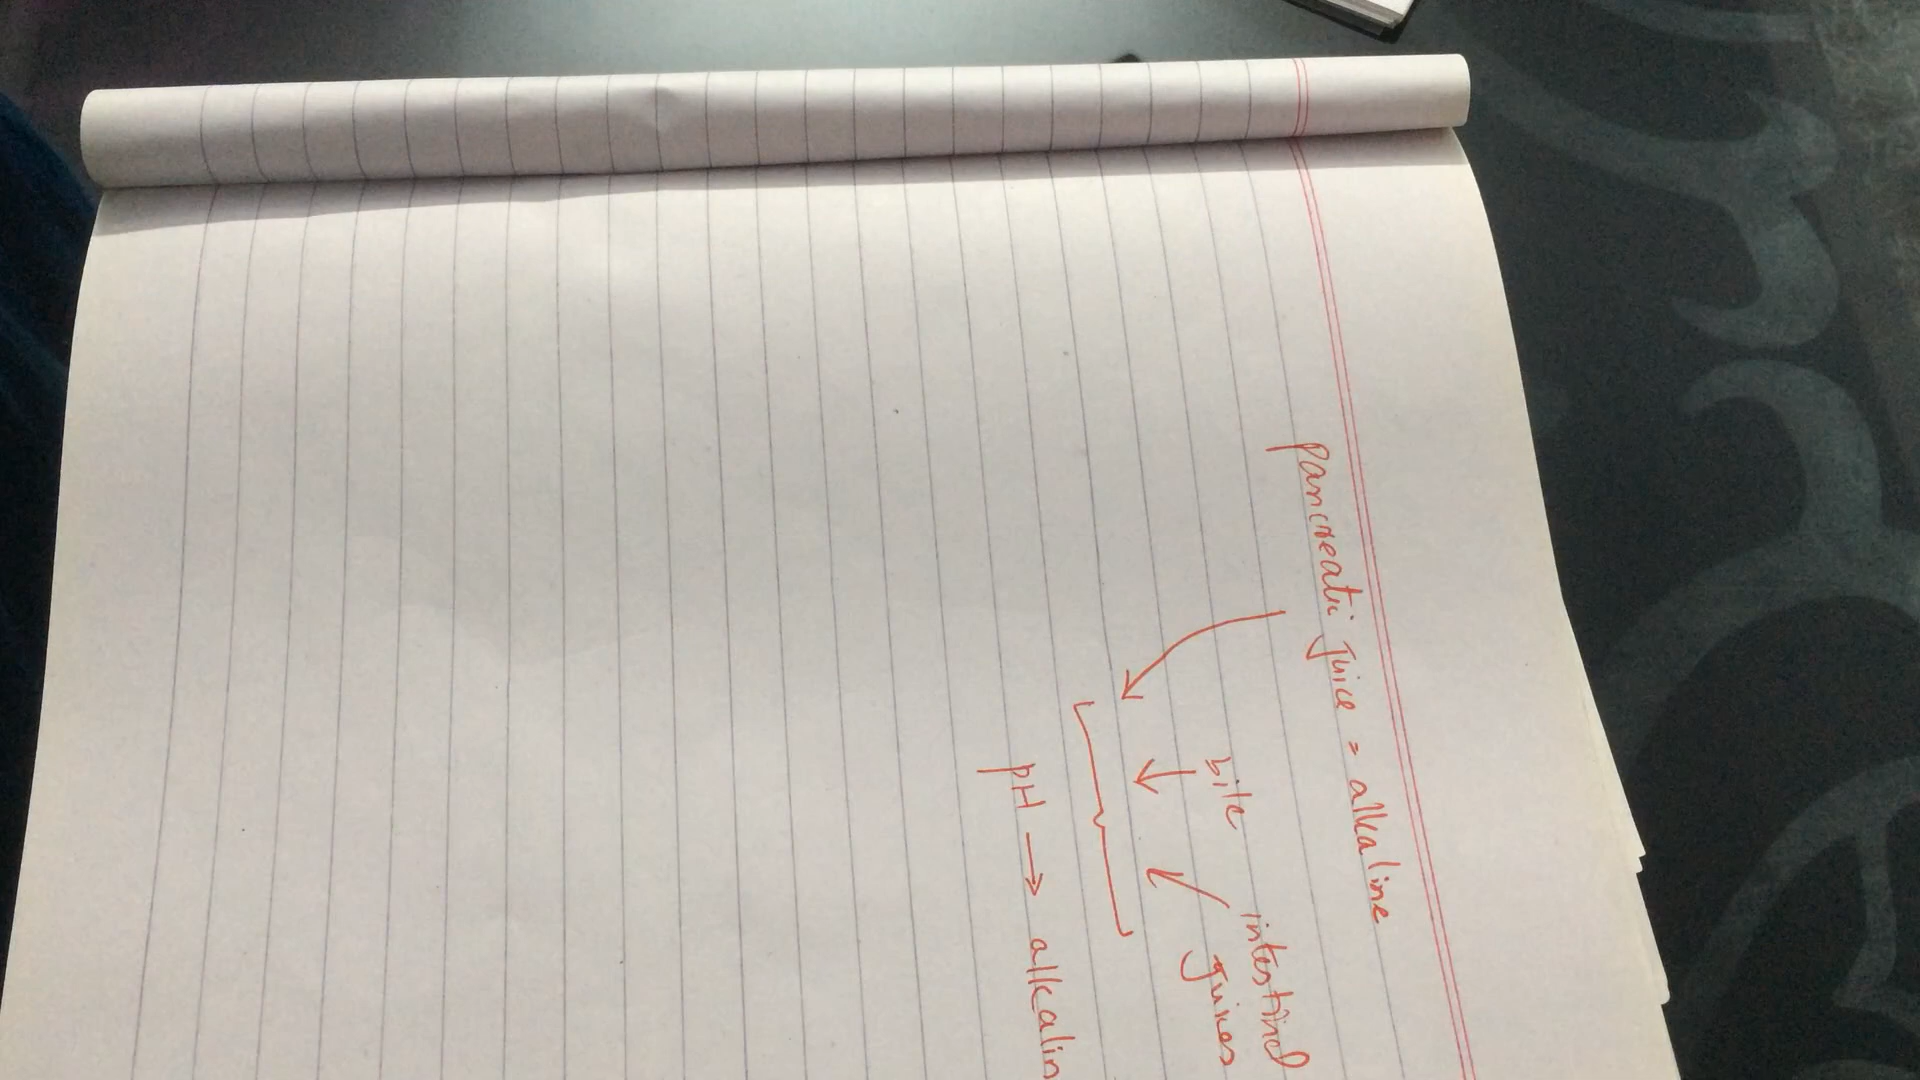 pancreatic juice = alkaline
bile intestinal
juices
pH → alkalin